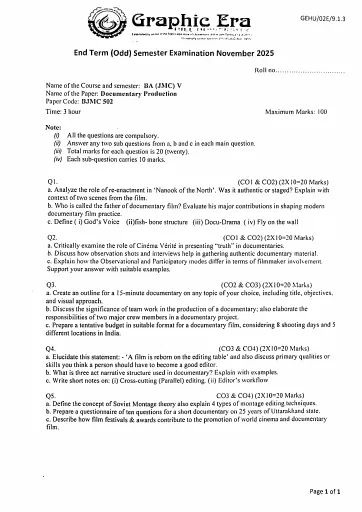 GEHU/02E/9.1.3
Graphic Era
End Term (Odd) Semester Examination November 2025
Roll no..............................
Name of the Course and semester: BA (JMC) V
Name of the Paper: Documentary Production
Paper Code: BJMC 502
Time: 3 hour Maximum Marks: 100
Note:
(i) All the questions are compulsory.
(ii) Answer any two sub questions from a, b and c in each main question.
(iii) Total marks for each question is 20 (twenty).
(iv) Each sub-question carries 10 marks.
Q1. (CO1 & CO2) (2X10=20 Marks)
a. Analyze the role of re-enactment in 'Nanook of the North'. Was it authentic or staged? Explain with
context of two scenes from the film.
b. Who is called the father of documentary film? Evaluate his major contributions in shaping modern
documentary film practice.
c. Define ( i) God's Voice (ii)fish- bone structure (iii) Docu-Drama ( iv) Fly on the wall
Q2. (CO1 & CO2) (2X10=20 Marks)
a. Critically examine the role of Cinéma Vérité in presenting "truth" in documentaries.
b. Discuss how observation shots and interviews help in gathering authentic documentary material.
c. Explain how the Observational and Participatory modes differ in terms of filmmaker involvement.
Support your answer with suitable examples.
Q3. (CO2 & CO3) (2X10=20 Marks)
a. Create an outline for a 15-minute documentary on any topic of your choice, including title, objectives,
and visual approach.
b. Discuss the significance of team work in the production of a documentary; also elaborate the
responsibilities of two major crew members in a documentary project.
c. Prepare a tentative budget in suitable format for a documentary film, considering 8 shooting days and 5
different locations in India.
Q4. (CO3 & CO4) (2X10=20 Marks)
a. Elucidate this statement: - 'A film is reborn on the editing table' and also discuss primary qualities or
skills you think a person should have to become a good editor.
b. What is three act narrative structure used in documentary? Explain with examples.
c. Write short notes on: (i) Cross-cutting (Parallel) editing, (ii) Editor's workflow
Q5. CO3 & CO4) (2X10=20 Marks)
a. Define the concept of Soviet Montage theory also explain 4 types of montage editing techniques.
b. Prepare a questionnaire of ten questions for a short documentary on 25 years of Uttarakhand state.
c. Describe how film festivals & awards contribute to the promotion of world cinema and documentary
film.
Page 1 of 1